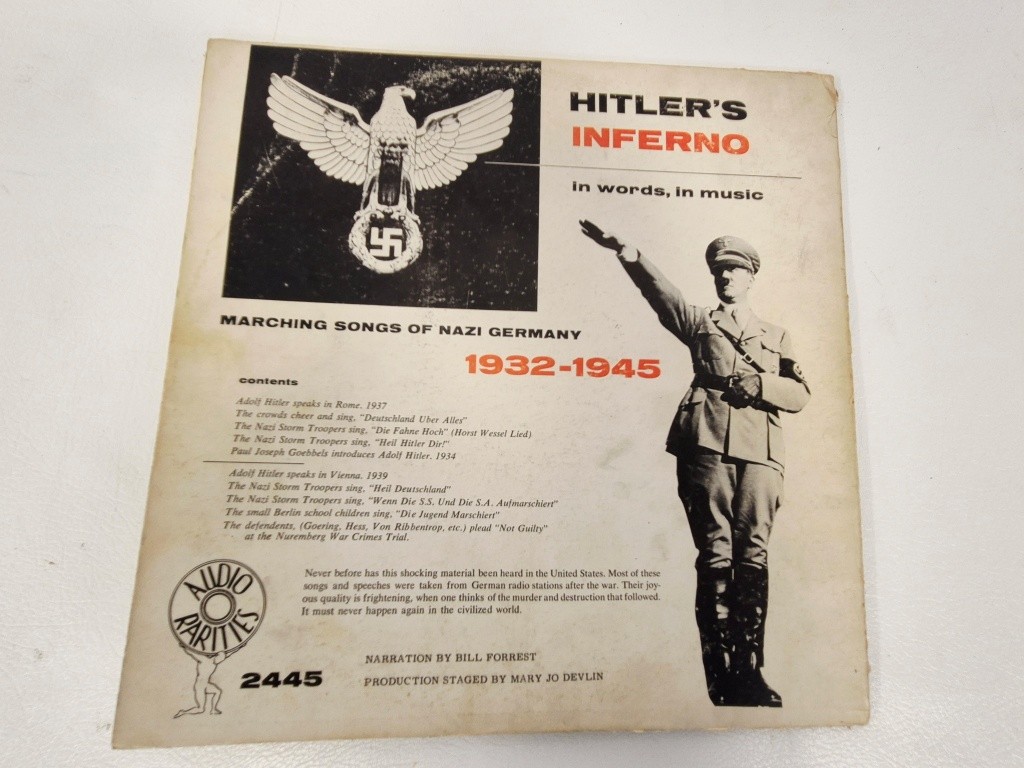 HITLER'S
INFERNO
in words, in music
MARCHING SONGS OF NAZI GERMANY
1932-1945
contents
Adolf Hitler speaks in Rome. 1937
The crowds cheer and sing, "Deutschland Uber Alles"
The Nazi Storm Troopers sing, "Die Fahne Hoch" (Horst Wessel Lied)
The Nazi Storm Troopers sing, "Heil Hitler Dir!"
Paul Joseph Goebbels introduces Adolf Hitler. 1934
Adolf Hitler speaks in Vienna. 1939
The Nazi Storm Troopers sing, "Heil Deutschland"
The Nazi Storm Troopers sing, "Wenn Die S.S. Und Die S.A. Aufmarschiert"
The small Berlin school children sing, "Die Jugend Marschiert"
The defendents, (Goering, Hess, Von Ribbentrop, etc.) plead "Not Guilty"
at the Nuremberg War Crimes Trial.
Never before has this shocking material been heard in the United States. Most of these
songs and speeches were taken from German radio stations after the war. Their joy-
ous quality is frightening, when one thinks of the murder and destruction that followed.
It must never happen again in the civilized world.
AUDIO
RARITIES
2445
NARRATION BY BILL FORREST
PRODUCTION STAGED BY MARY JO DEVLIN